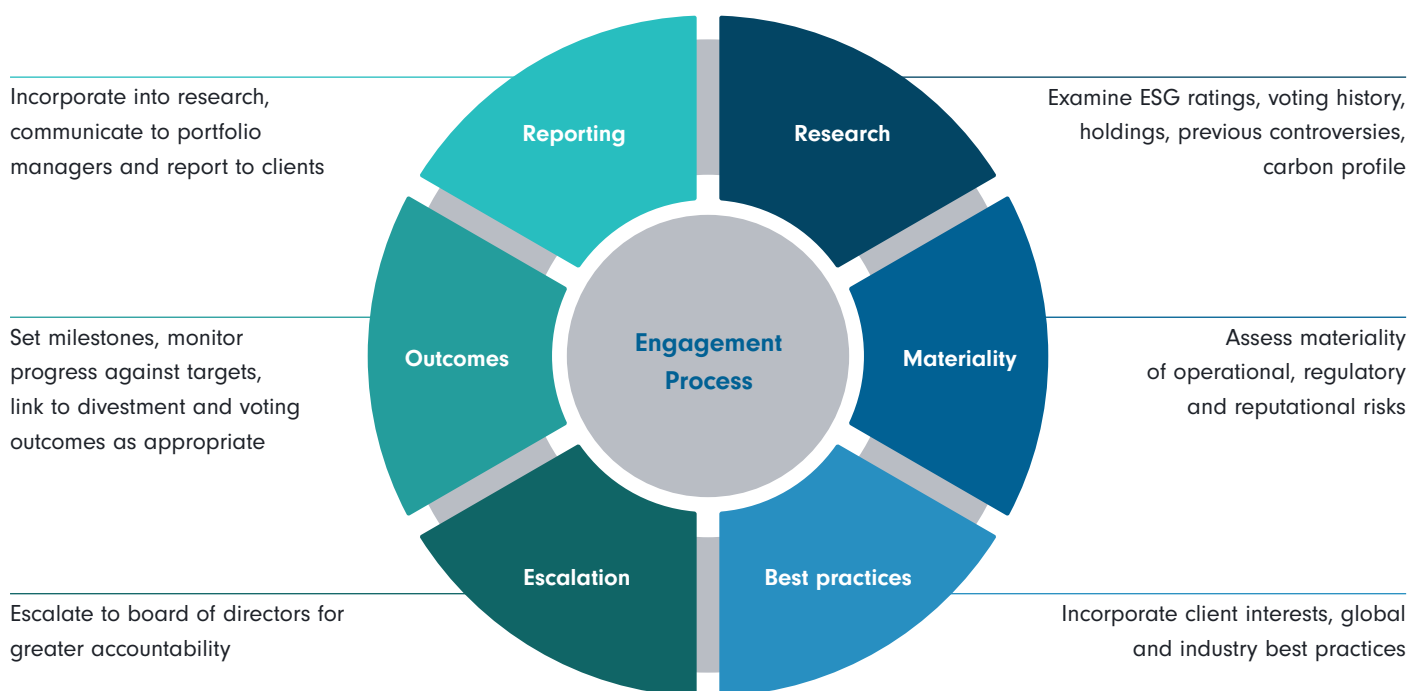 Incorporate into research,
communicate to portfolio
managers and report to clients
Reporting
Research
Examine ESG ratings, voting history,
holdings, previous controversies,
carbon profile
Set milestones, monitor
progress against targets,
link to divestment and voting
outcomes as appropriate
Outcomes
Engagement
Process
Materiality
Assess materiality
of operational, regulatory
and reputational risks
Escalate to board of directors for
greater accountability
Escalation
Best practices
Incorporate client interests, global
and industry best practices